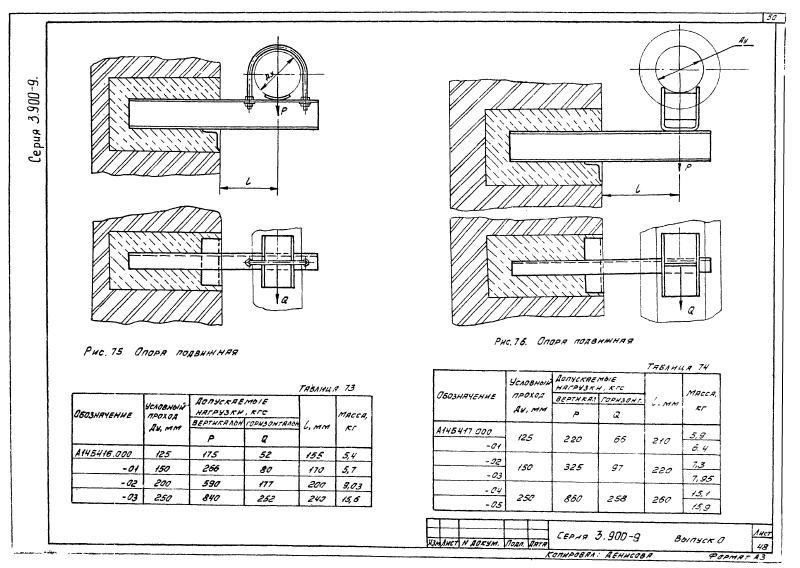 50
Серия 3.900-9.
Ду
P
l
Q
Рис. 75 Опора подвижная
Ду
P
l
Q
Рис. 76. Опора подвижная
Таблица 73
Обозначение Условный проход Ду, мм Допускаемые нагрузки, кгс l, мм Масса, кг
Вертикальн Горизонтальн
P Q
А14Б416.000 125 175 52 155 5,4
-01 150 266 80 170 5,7
-02 200 590 177 200 9,03
-03 250 840 252 240 15,6
Таблица 74
Обозначение Условный проход Ду, мм Допускаемые нагрузки, кгс l, мм Масса, кг
Вертикал Горизонт.
P Q
А14Б417.000 125 220 66 210 5,9
-01 6.4
-02 150 325 97 220 7,3
-03 7,95
-04 250 860 258 260 15,1
-05 15,9
Изм Лист N докум. Подп. Дата
Серия 3.900-9 Выпуск 0
Лист
48
Копировал: Денисова Формат А3